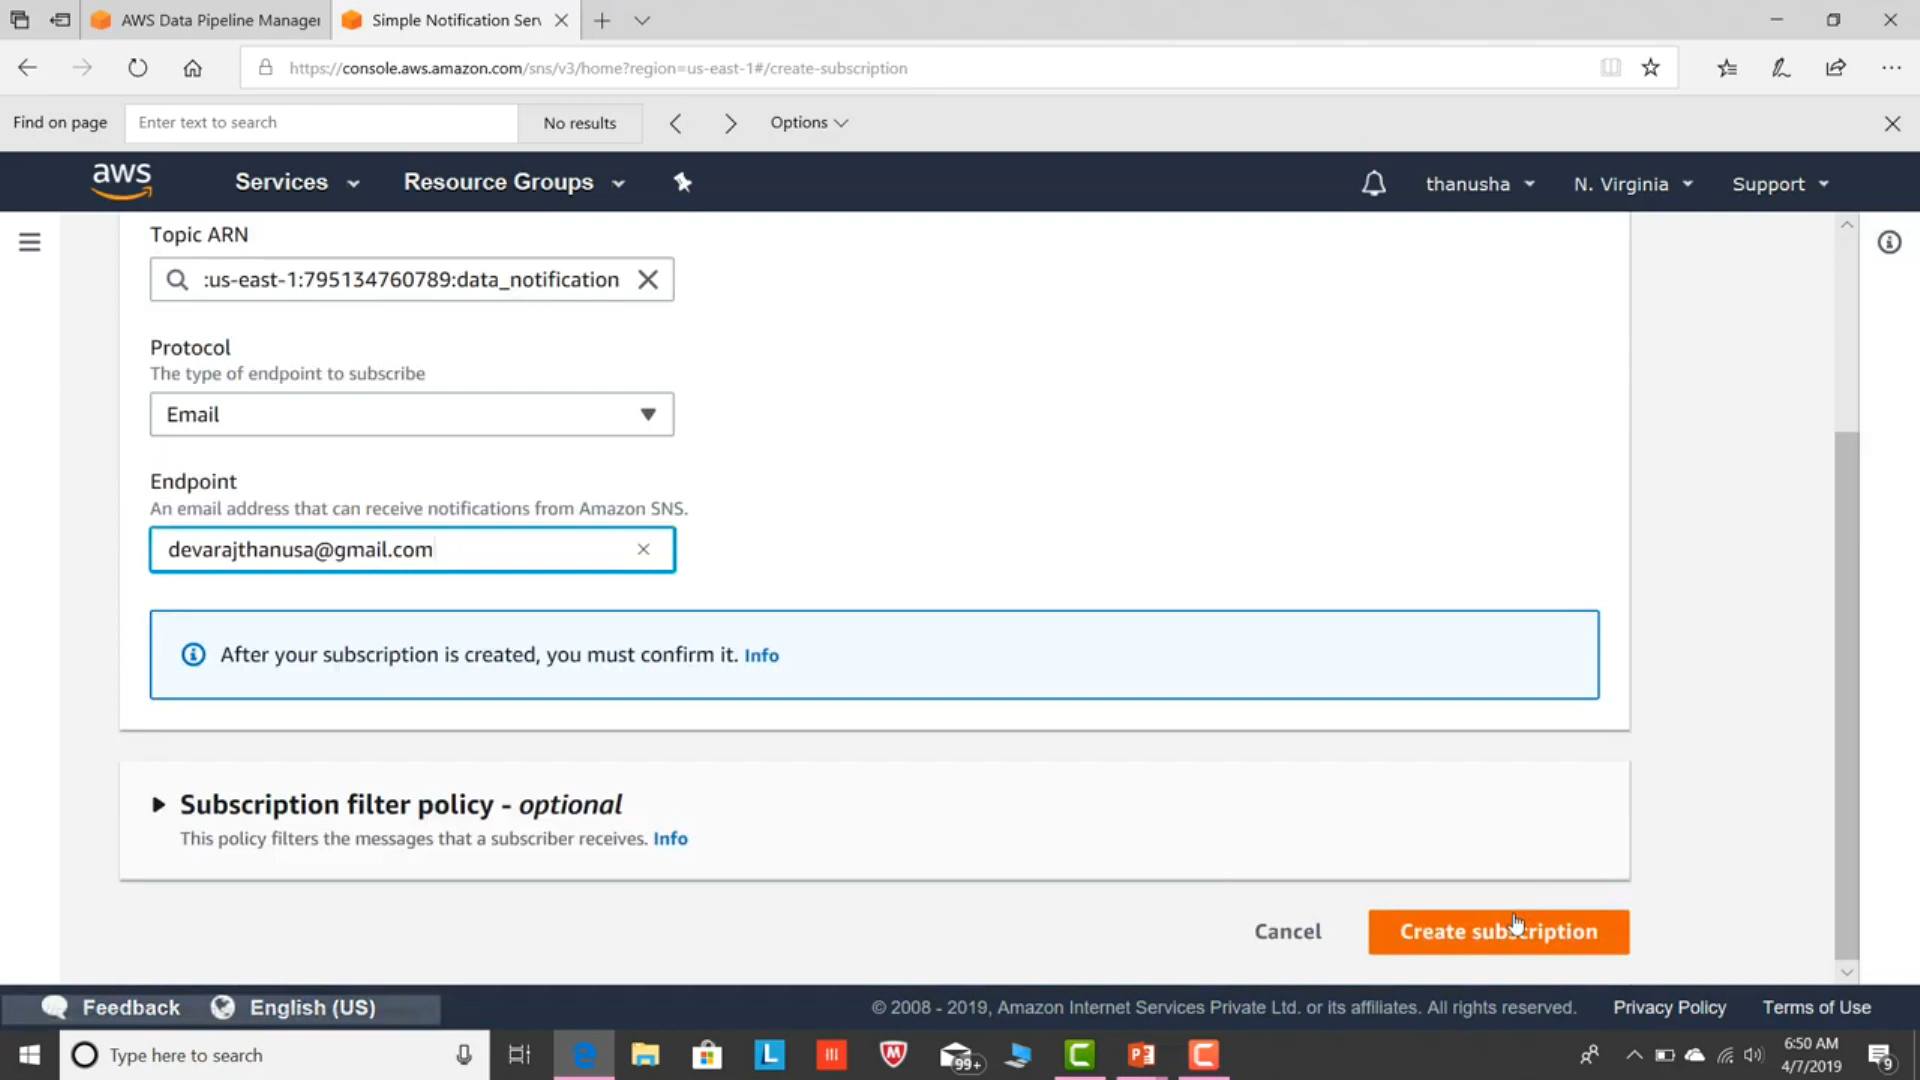 AWS Data Pipeline Manager
Simple Notification Serv
https://console.aws.amazon.com/sns/v3/home?region=us-east-1#/create-subscription
Find on page
Enter text to search
No results
Options
aws
Services
Resource Groups
thanusha
N. Virginia
Support
Topic ARN
:us-east-1:795134760789:data_notification
Protocol
The type of endpoint to subscribe
Email
Endpoint
An email address that can receive notifications from Amazon SNS.
devarajthanusa@gmail.com
After your subscription is created, you must confirm it. Info
Subscription filter policy - optional
This policy filters the messages that a subscriber receives. Info
Cancel
Create subscription
Feedback
English (US)
© 2008 - 2019, Amazon Internet Services Private Ltd. or its affiliates. All rights reserved.
Privacy Policy
Terms of Use
Type here to search
L
99+
C
P
C
6:50 AM
4/7/2019
9